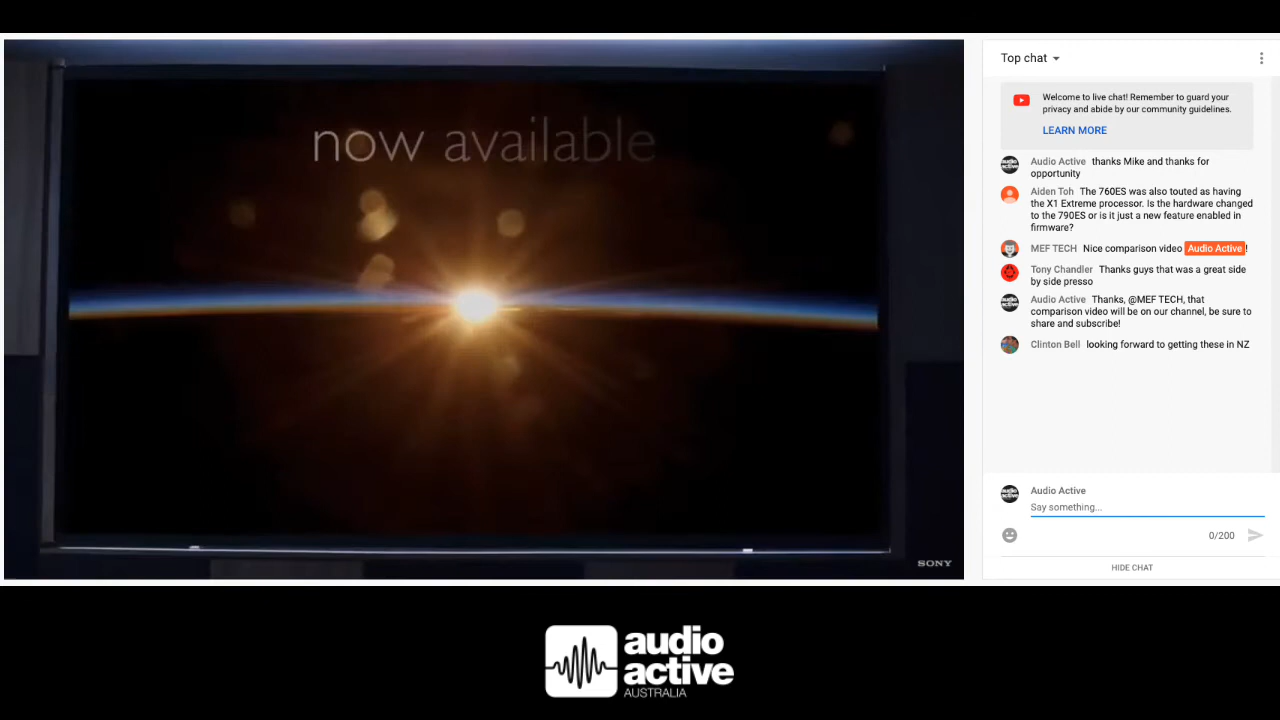 now available
SONY
Top chat
Welcome to live chat! Remember to guard your
privacy and abide by our community guidelines.
LEARN MORE
Audio Active thanks Mike and thanks for
opportunity
Aiden Toh The 760ES was also touted as having
the X1 Extreme processor. Is the hardware changed
to the 790ES or is it just a new feature enabled in
firmware?
MEF TECH Nice comparison video Audio Active !
Tony Chandler Thanks guys that was a great side
by side presso
Audio Active Thanks, @MEF TECH, that
comparison video will be on our channel, be sure to
share and subscribe!
Clinton Bell looking forward to getting these in NZ
Audio Active
Say something...
0/200
HIDE CHAT
audio
active
AUSTRALIA